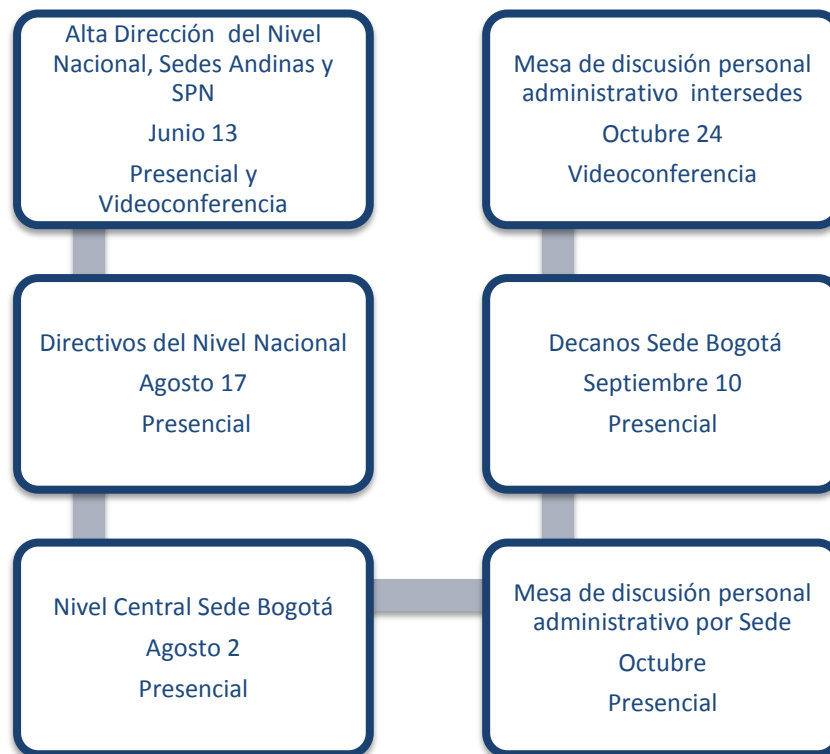 Alta Dirección del Nivel
Nacional, Sedes Andinas y
SPN
Junio 13
Presencial y
Videoconferencia
Directivos del Nivel Nacional
Agosto 17
Presencial
Nivel Central Sede Bogotá
Agosto 2
Presencial
Mesa de discusión personal
administrativo por Sede
Octubre
Presencial
Decanos Sede Bogotá
Septiembre 10
Presencial
Mesa de discusión personal
administrativo intersedes
Octubre 24
Videoconferencia